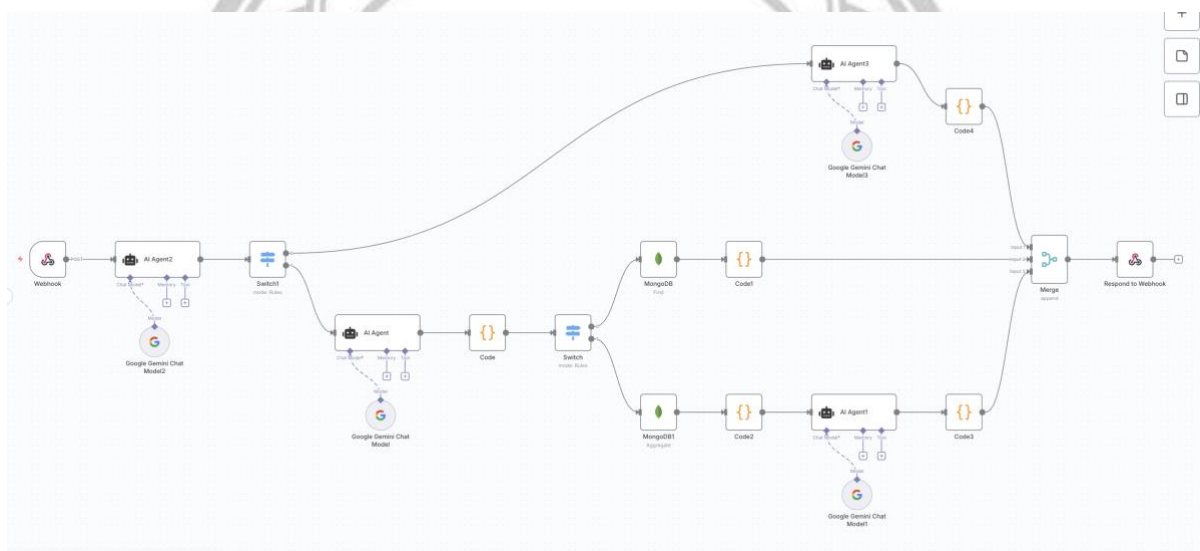 AI Agent3
Chat Model*
Memory
Tool
Model
Google Gemini Chat
Model3
Code4
Webhook
POST
AI Agent2
Chat Model*
Memory
Tool
Model
Google Gemini Chat
Model2
Switch1
mode: Rules
AI Agent
Chat Model*
Memory
Tool
Model
Google Gemini Chat
Model
Code
Switch
mode: Rules
MongoDB
Find
Code1
Input 1
Input 2
Input 3
Merge
append
Respond to Webhook
MongoDB1
Aggregate
Code2
AI Agent1
Chat Model*
Memory
Tool
Model
Google Gemini Chat
Model1
Code3